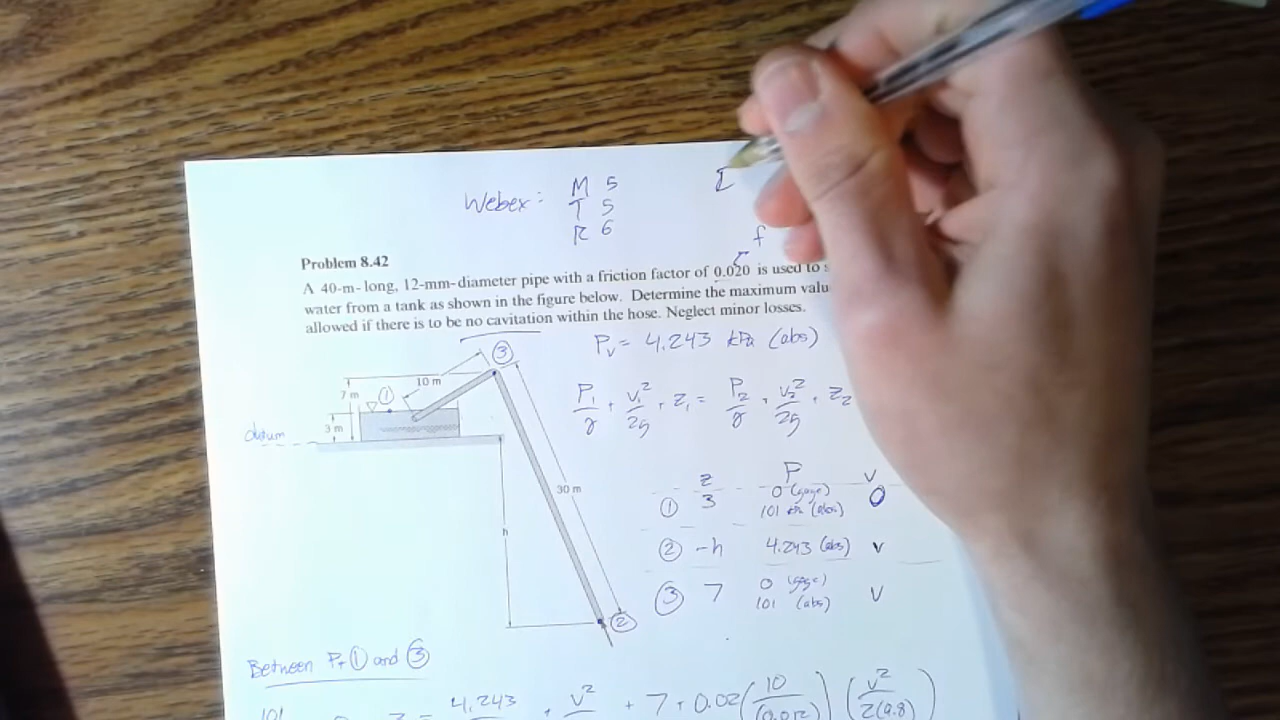 Webex: M 5
T 5
R 6
f
Problem 8.42
A 40-m-long, 12-mm-diameter pipe with a friction factor of 0.020 is used to
water from a tank as shown in the figure below. Determine the maximum
allowed if there is to be no cavitation within the hose. Neglect minor losses.
Pv = 4.243 kPa (abs)
P1/γ + v1²/2g + z1 = P2/γ + v2²/2g + z2
③
10 m
7 m
①
3 m
datum
30 m
h
②
z P v
① 3 0 (gage) 0
101 kPa (abs)
② -h 4.243 (abs) v
③ 7 0 (gage) v
101 (abs)
Between Pt ① and ③
101 4.243 + v² + 7 + 0.02(10/(0.012))(v²/2(9.8))